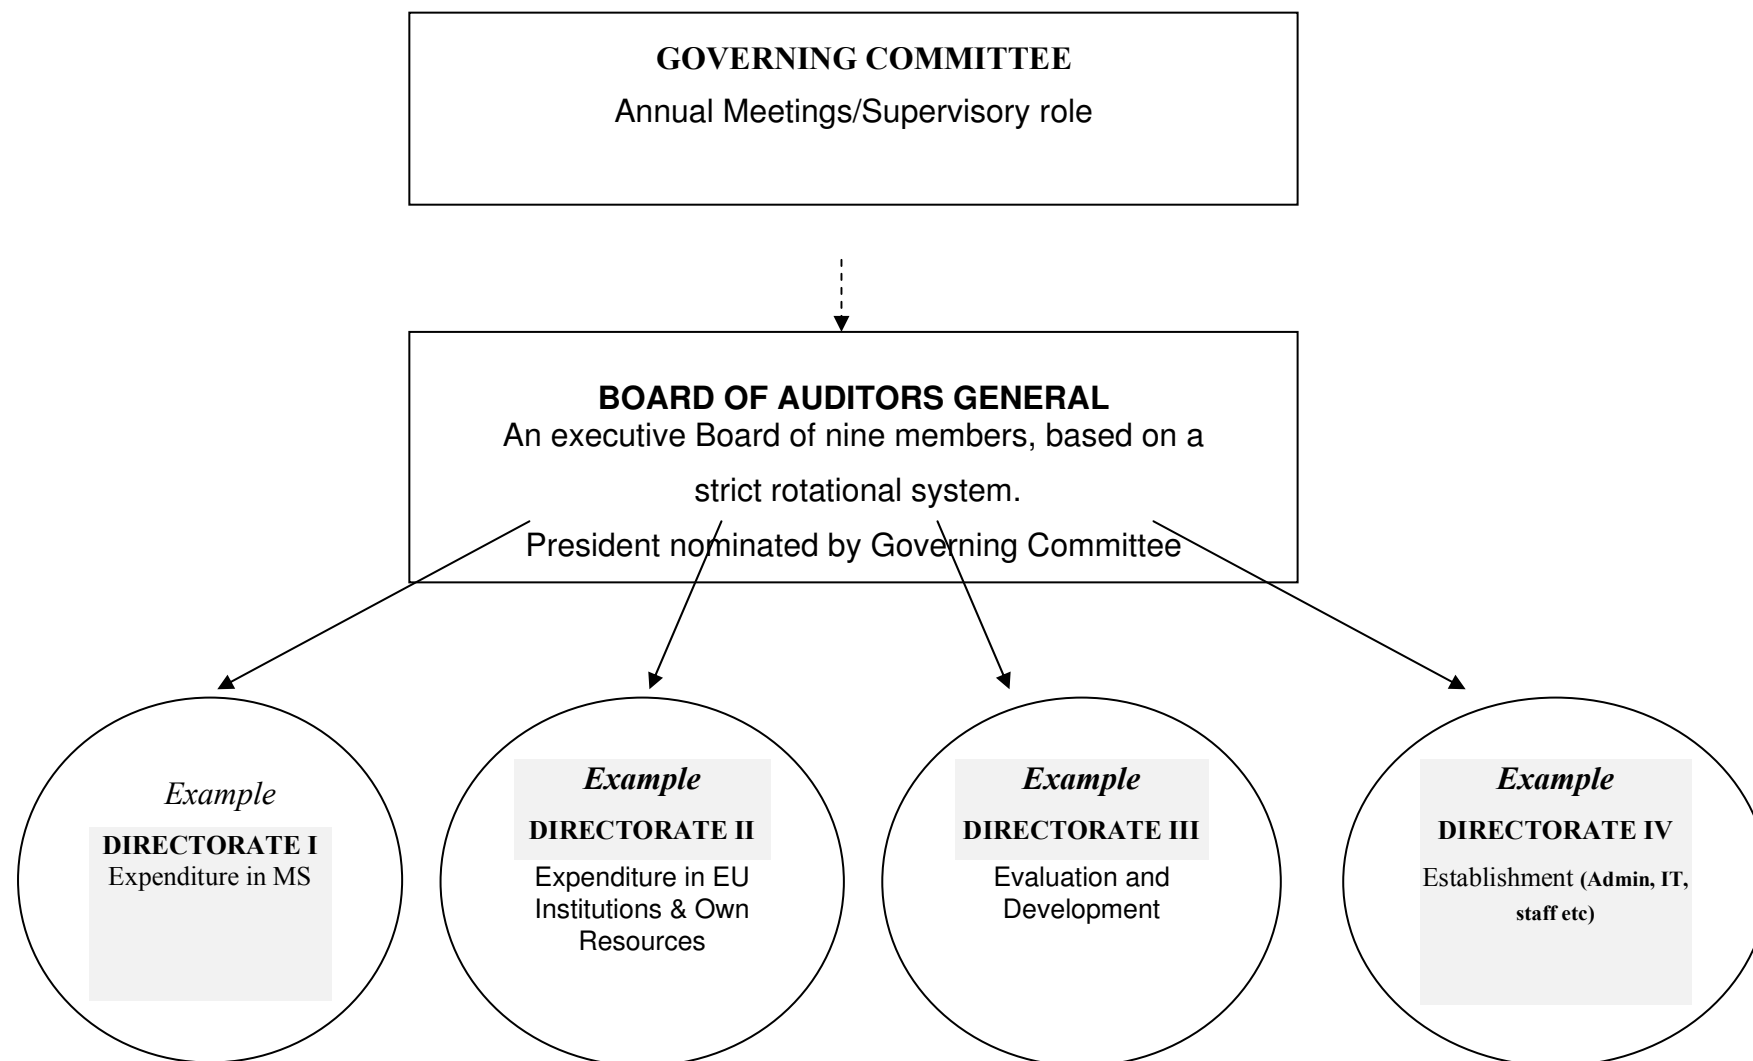 GOVERNING COMMITTEE
Annual Meetings/Supervisory role
BOARD OF AUDITORS GENERAL
An executive Board of nine members, based on a
strict rotational system.
President nominated by Governing Committee
Example
DIRECTORATE I
Expenditure in MS
Example
DIRECTORATE II
Expenditure in EU
Institutions & Own
Resources
Example
DIRECTORATE III
Evaluation and
Development
Example
DIRECTORATE IV
Establishment (Admin, IT,
staff etc)